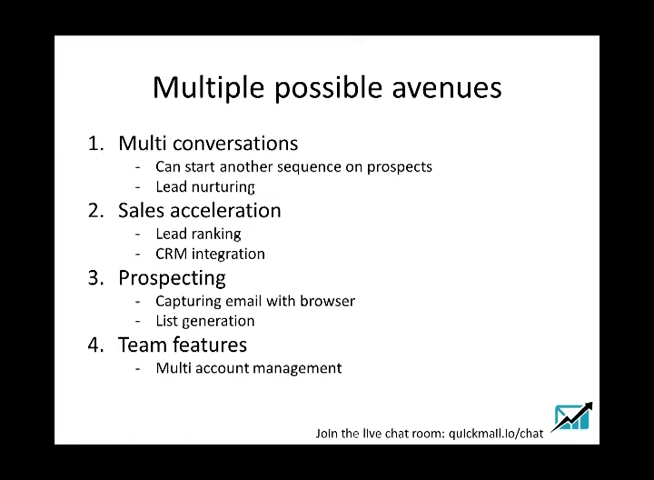 Multiple possible avenues
1. Multi conversations
- Can start another sequence on prospects
- Lead nurturing
2. Sales acceleration
- Lead ranking
- CRM integration
3. Prospecting
- Capturing email with browser
- List generation
4. Team features
- Multi account management
Join the live chat room: quickmail.io/chat